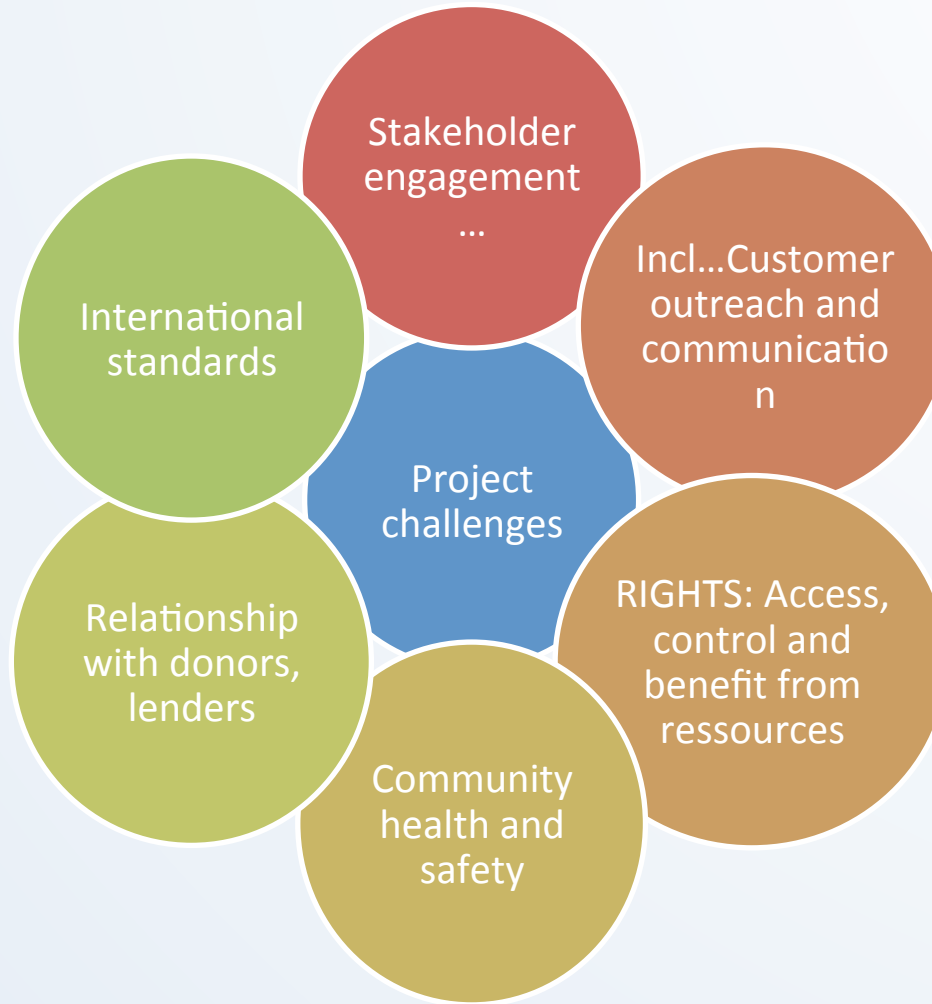 Stakeholder
engagement
...
Incl...Customer
outreach and
communicatio
n
RIGHTS: Access,
control and
benefit from
ressources
Community
health and
safety
Relationship
with donors,
lenders
International
standards
Project
challenges